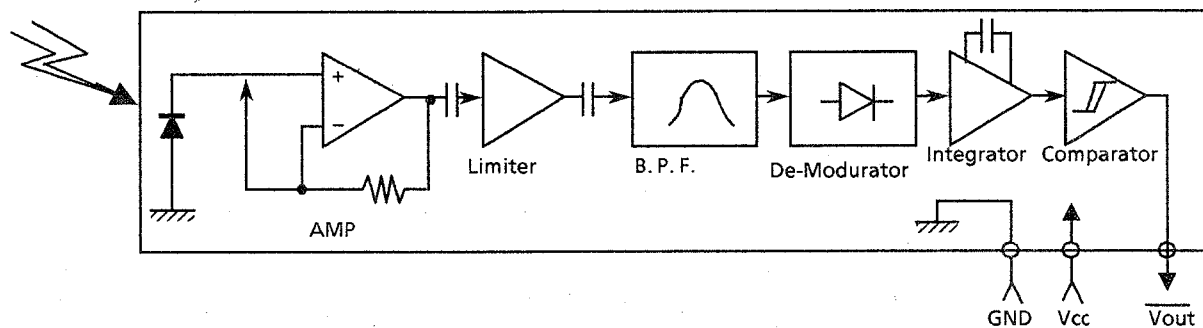 +
−
AMP
Limiter
B. P. F.
De-Modurator
Integrator
Comparator
GND
Vcc
Vout